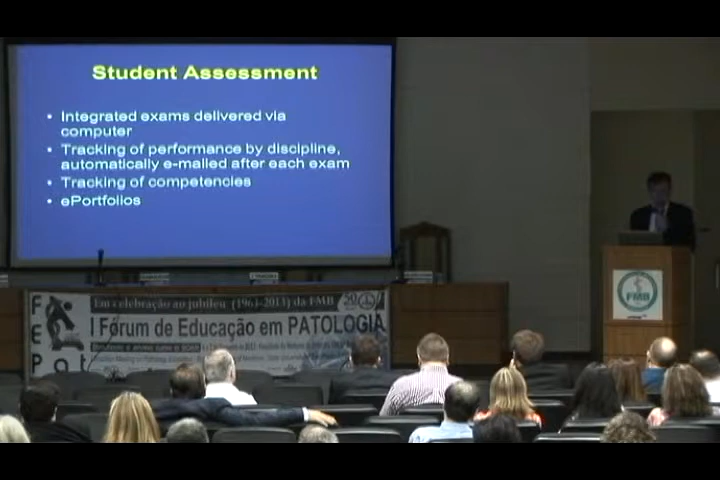 Student Assessment
• Integrated exams delivered via
computer
• Tracking of performance by discipline,
automatically e-mailed after each exam
• Tracking of competencies
• ePortfolios
Em celebração ao jubileu (1963-2013) da FMB
I Fórum de Educação em PATOLOGIA
F
E
Pat
FMB